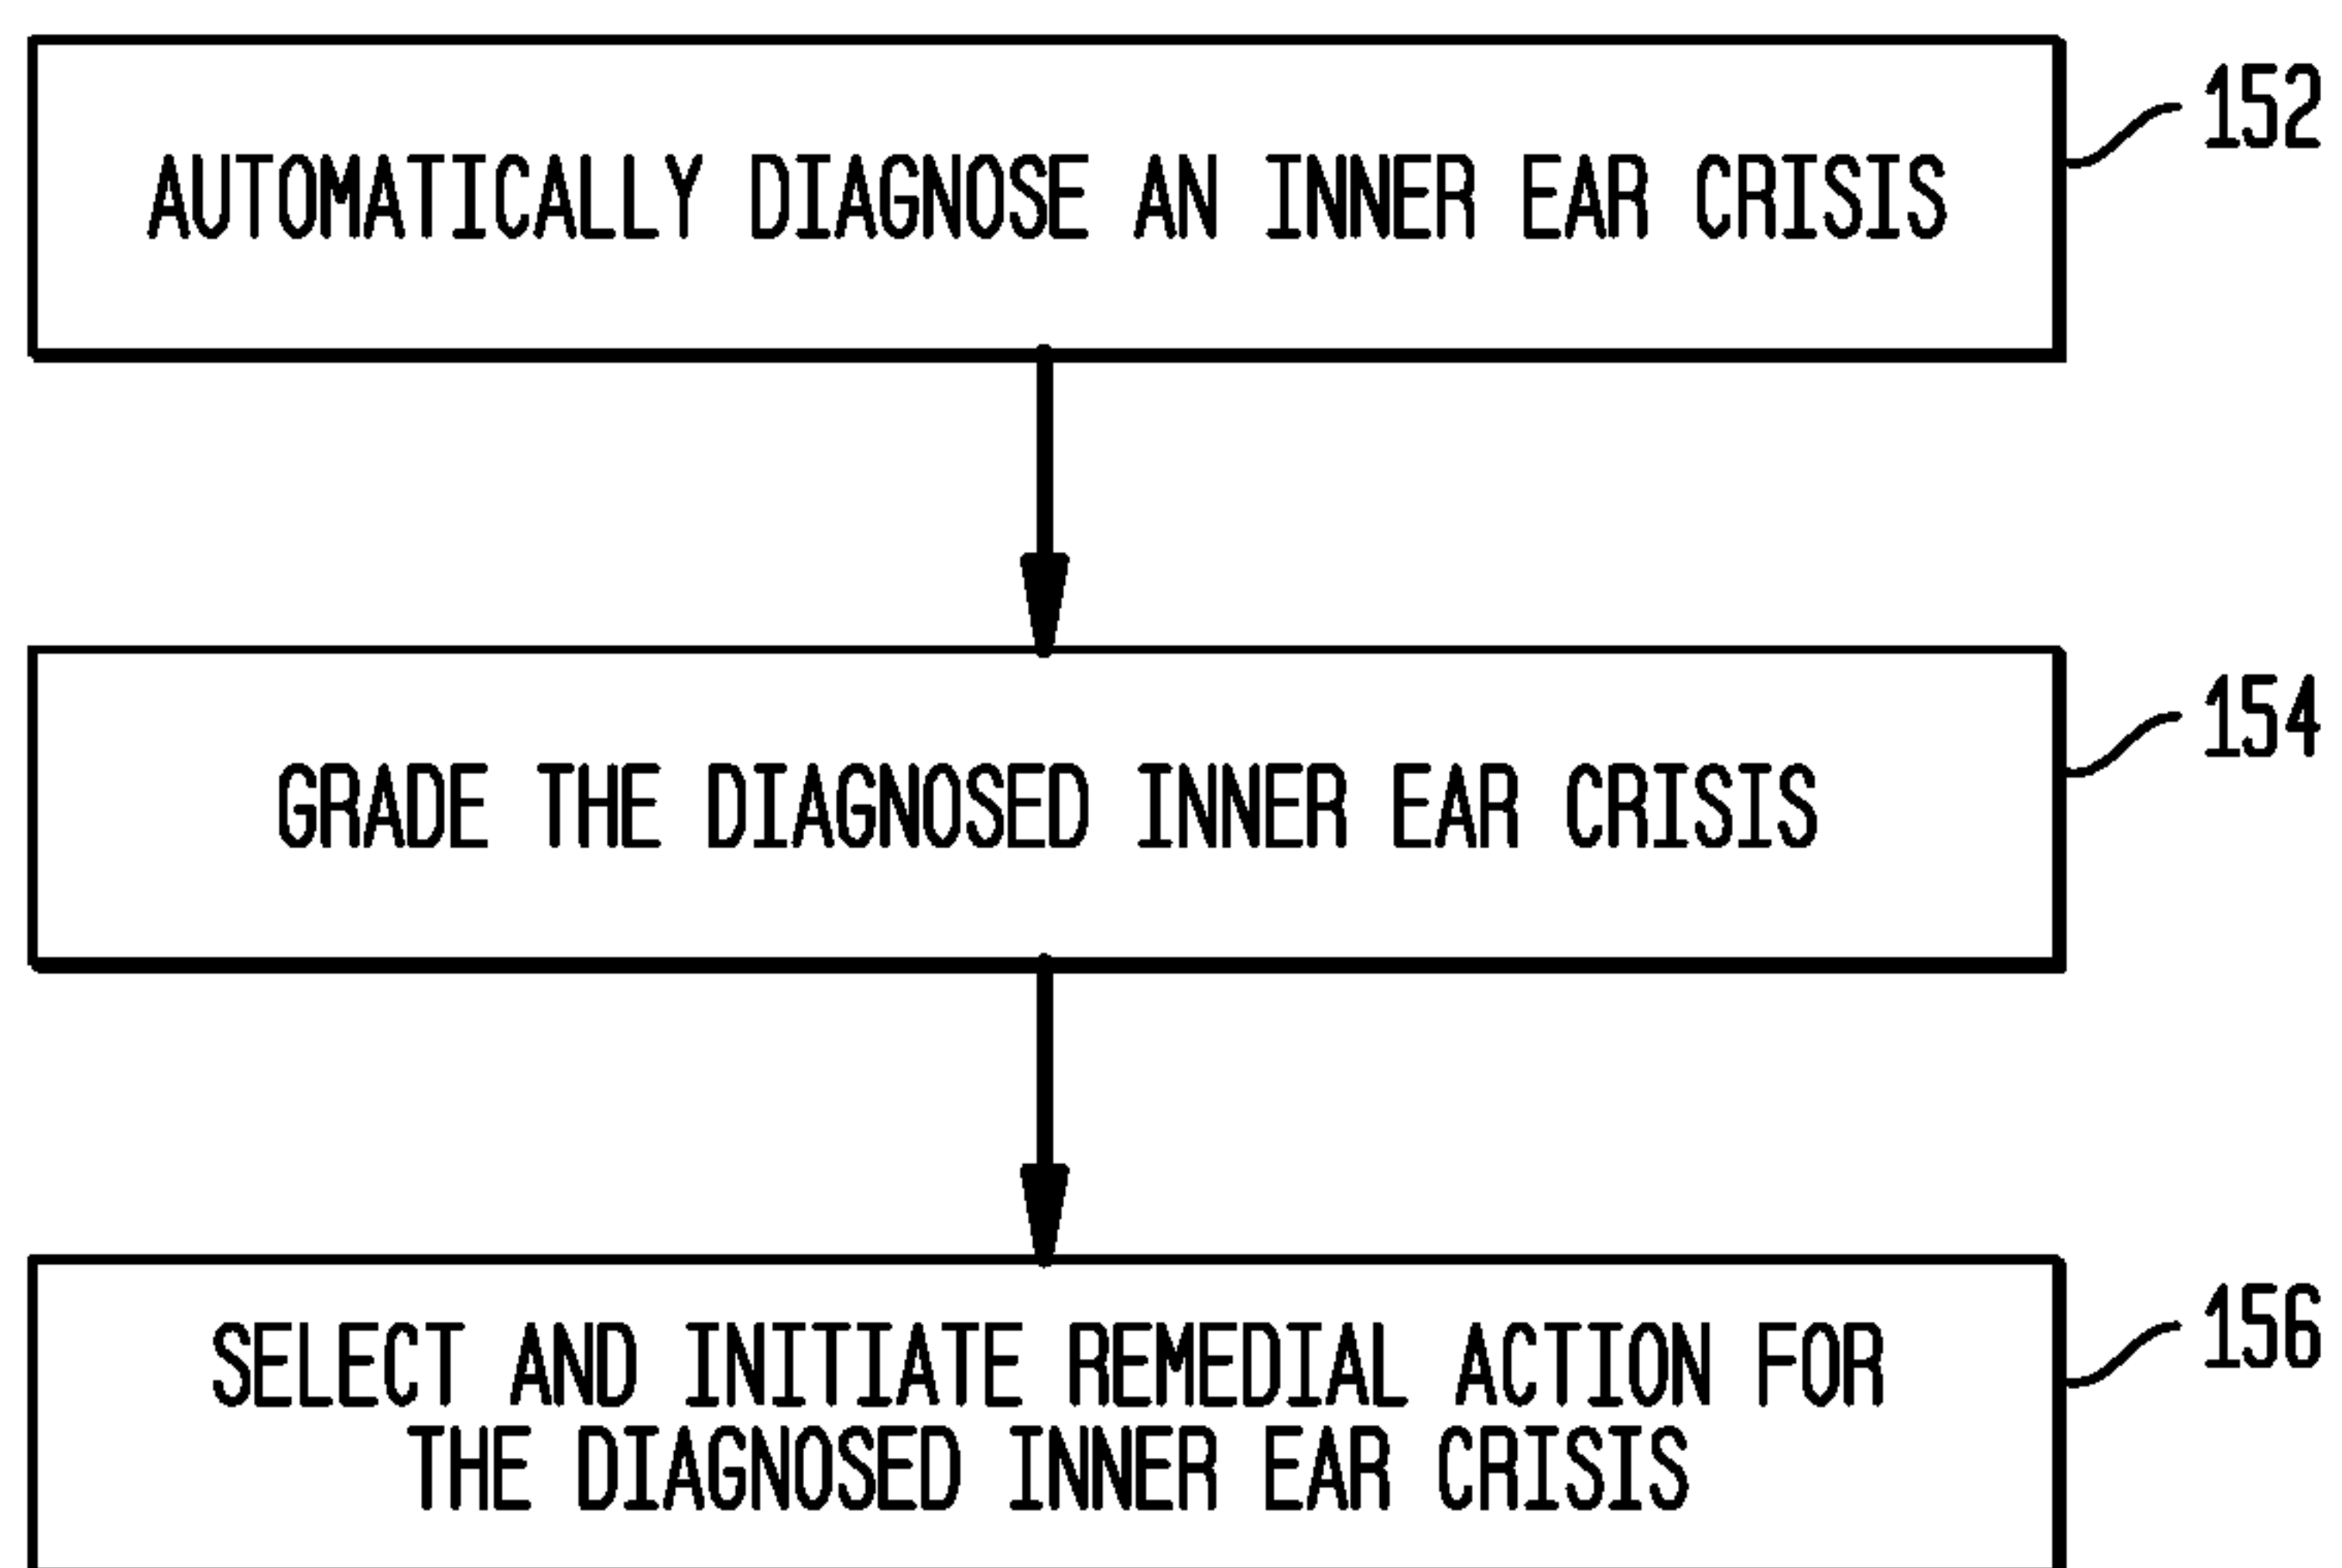 152
AUTOMATICALLY DIAGNOSE AN INNER EAR CRISIS
154
GRADE THE DIAGNOSED INNER EAR CRISIS
156
SELECT AND INITIATE REMEDIAL ACTION FOR
THE DIAGNOSED INNER EAR CRISIS